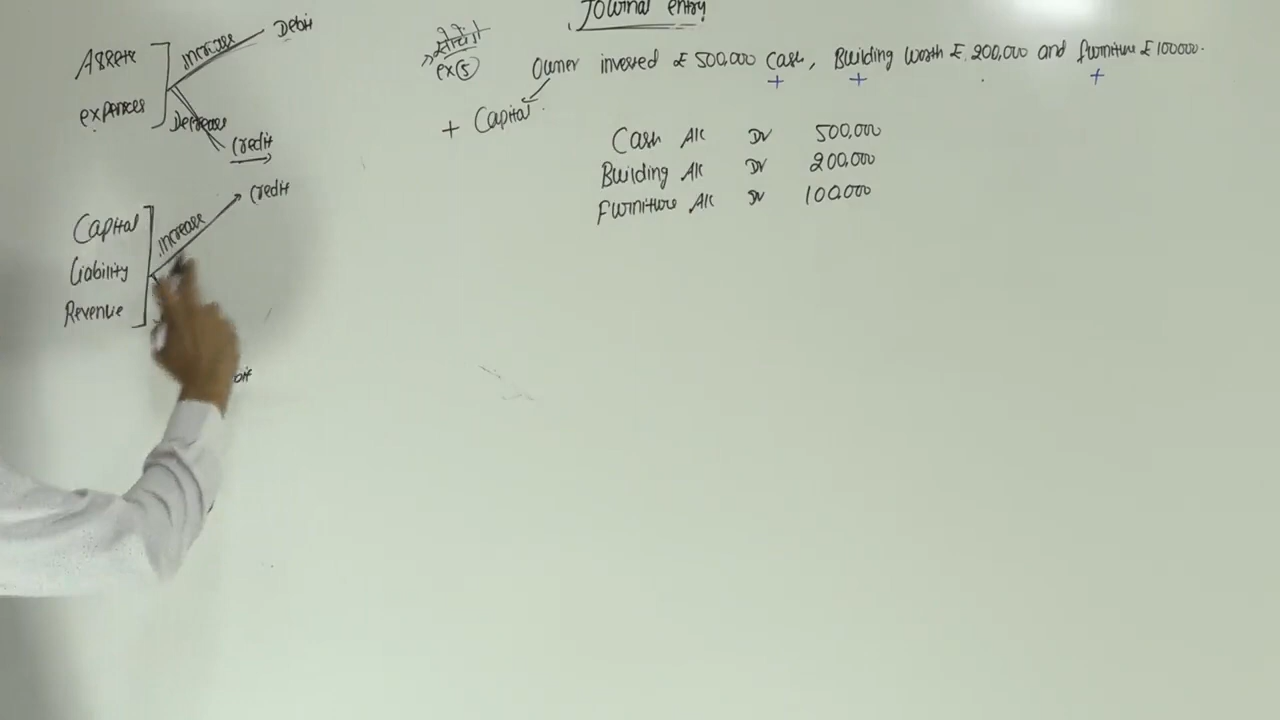 Journal entry
ex (5)
Owner invested £ 500,000 Cash, Building worth £ 200,000 and furniture £ 100000.
+ + +
+ Capital
Cash A/C Dr 500,000
Building A/C Dr 200,000
Furniture A/C Dr 100,000
Assets
expences
increase
Debit
Decrease
Credit
Capital
Liability
Revenue
increase
Credit